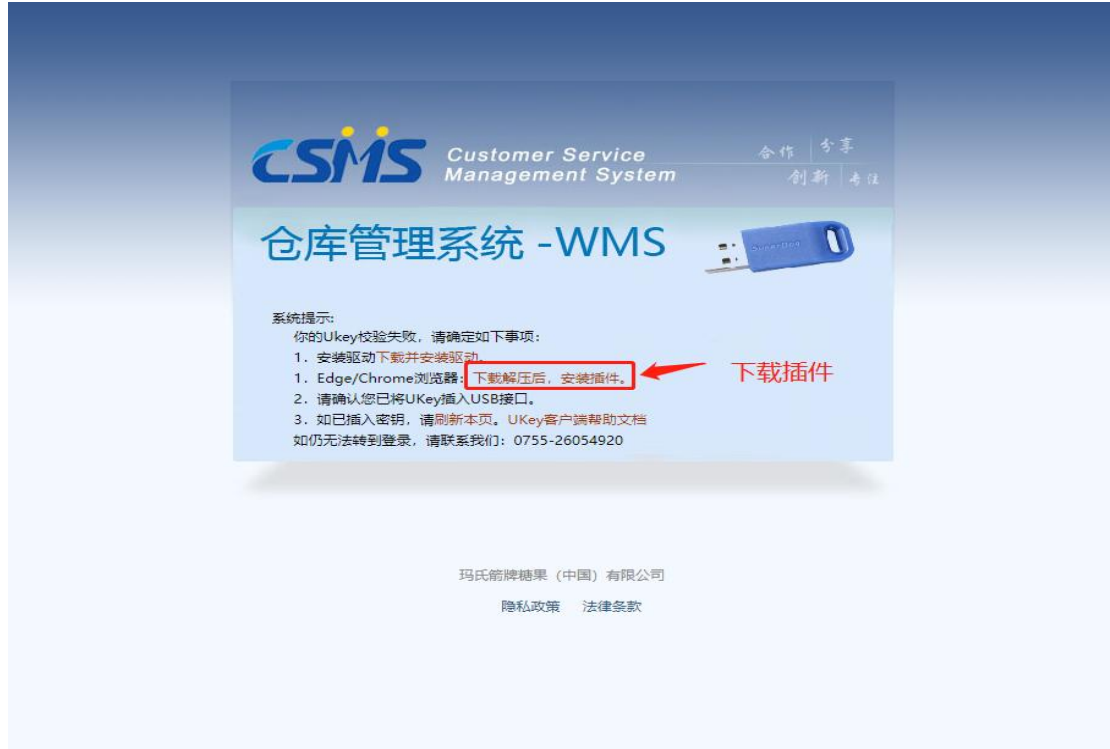 CSMS
Customer Service
Management System
合作 分享
创新 专注
仓库管理系统 -WMS
系统提示:
你的Ukey校验失败，请确定如下事项:
1. 安装驱动下载并安装驱动。
1. Edge/Chrome浏览器: 下载解压后，安装插件。
下载插件
2. 请确认您已将UKey插入USB接口。
3. 如已插入密钥，请刷新本页。UKey客户端帮助文档
如仍无法转到登录，请联系我们: 0755-26054920
玛氏箭牌糖果（中国）有限公司
隐私政策 法律条款